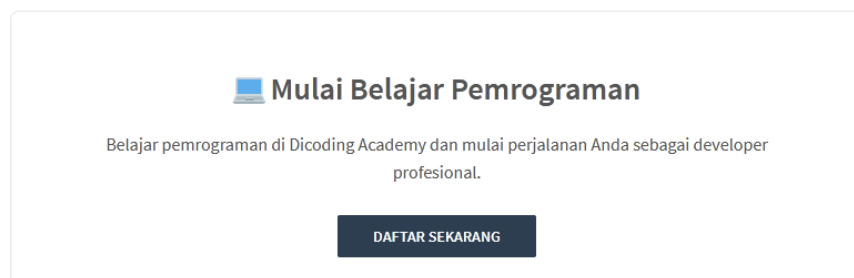 Mulai Belajar Pemrograman
Belajar pemrograman di Dicoding Academy dan mulai perjalanan Anda sebagai developer
profesional.
DAFTAR SEKARANG